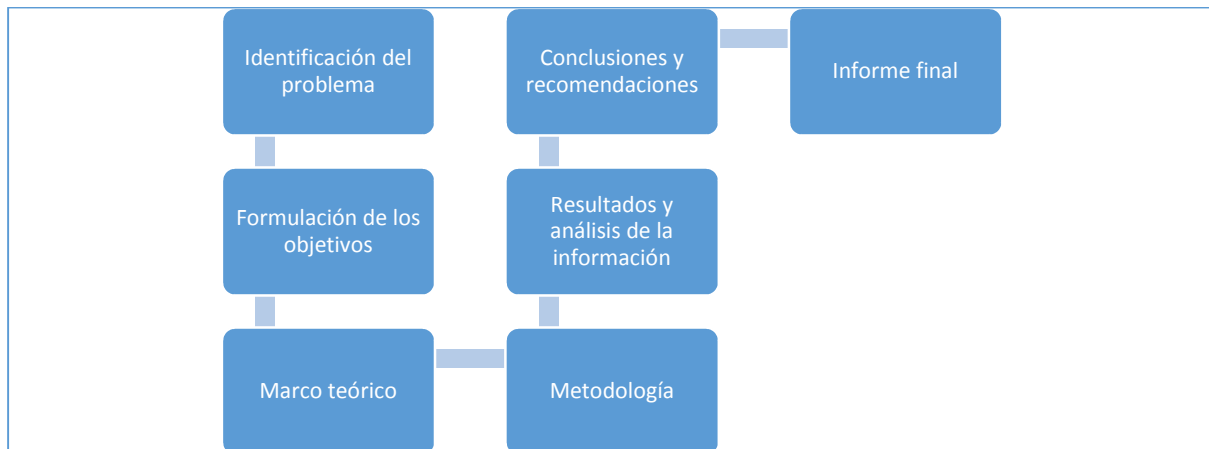 Identificación del
problema
Formulación de los
objetivos
Marco teórico
Metodología
Resultados y
análisis de la
información
Conclusiones y
recomendaciones
Informe final